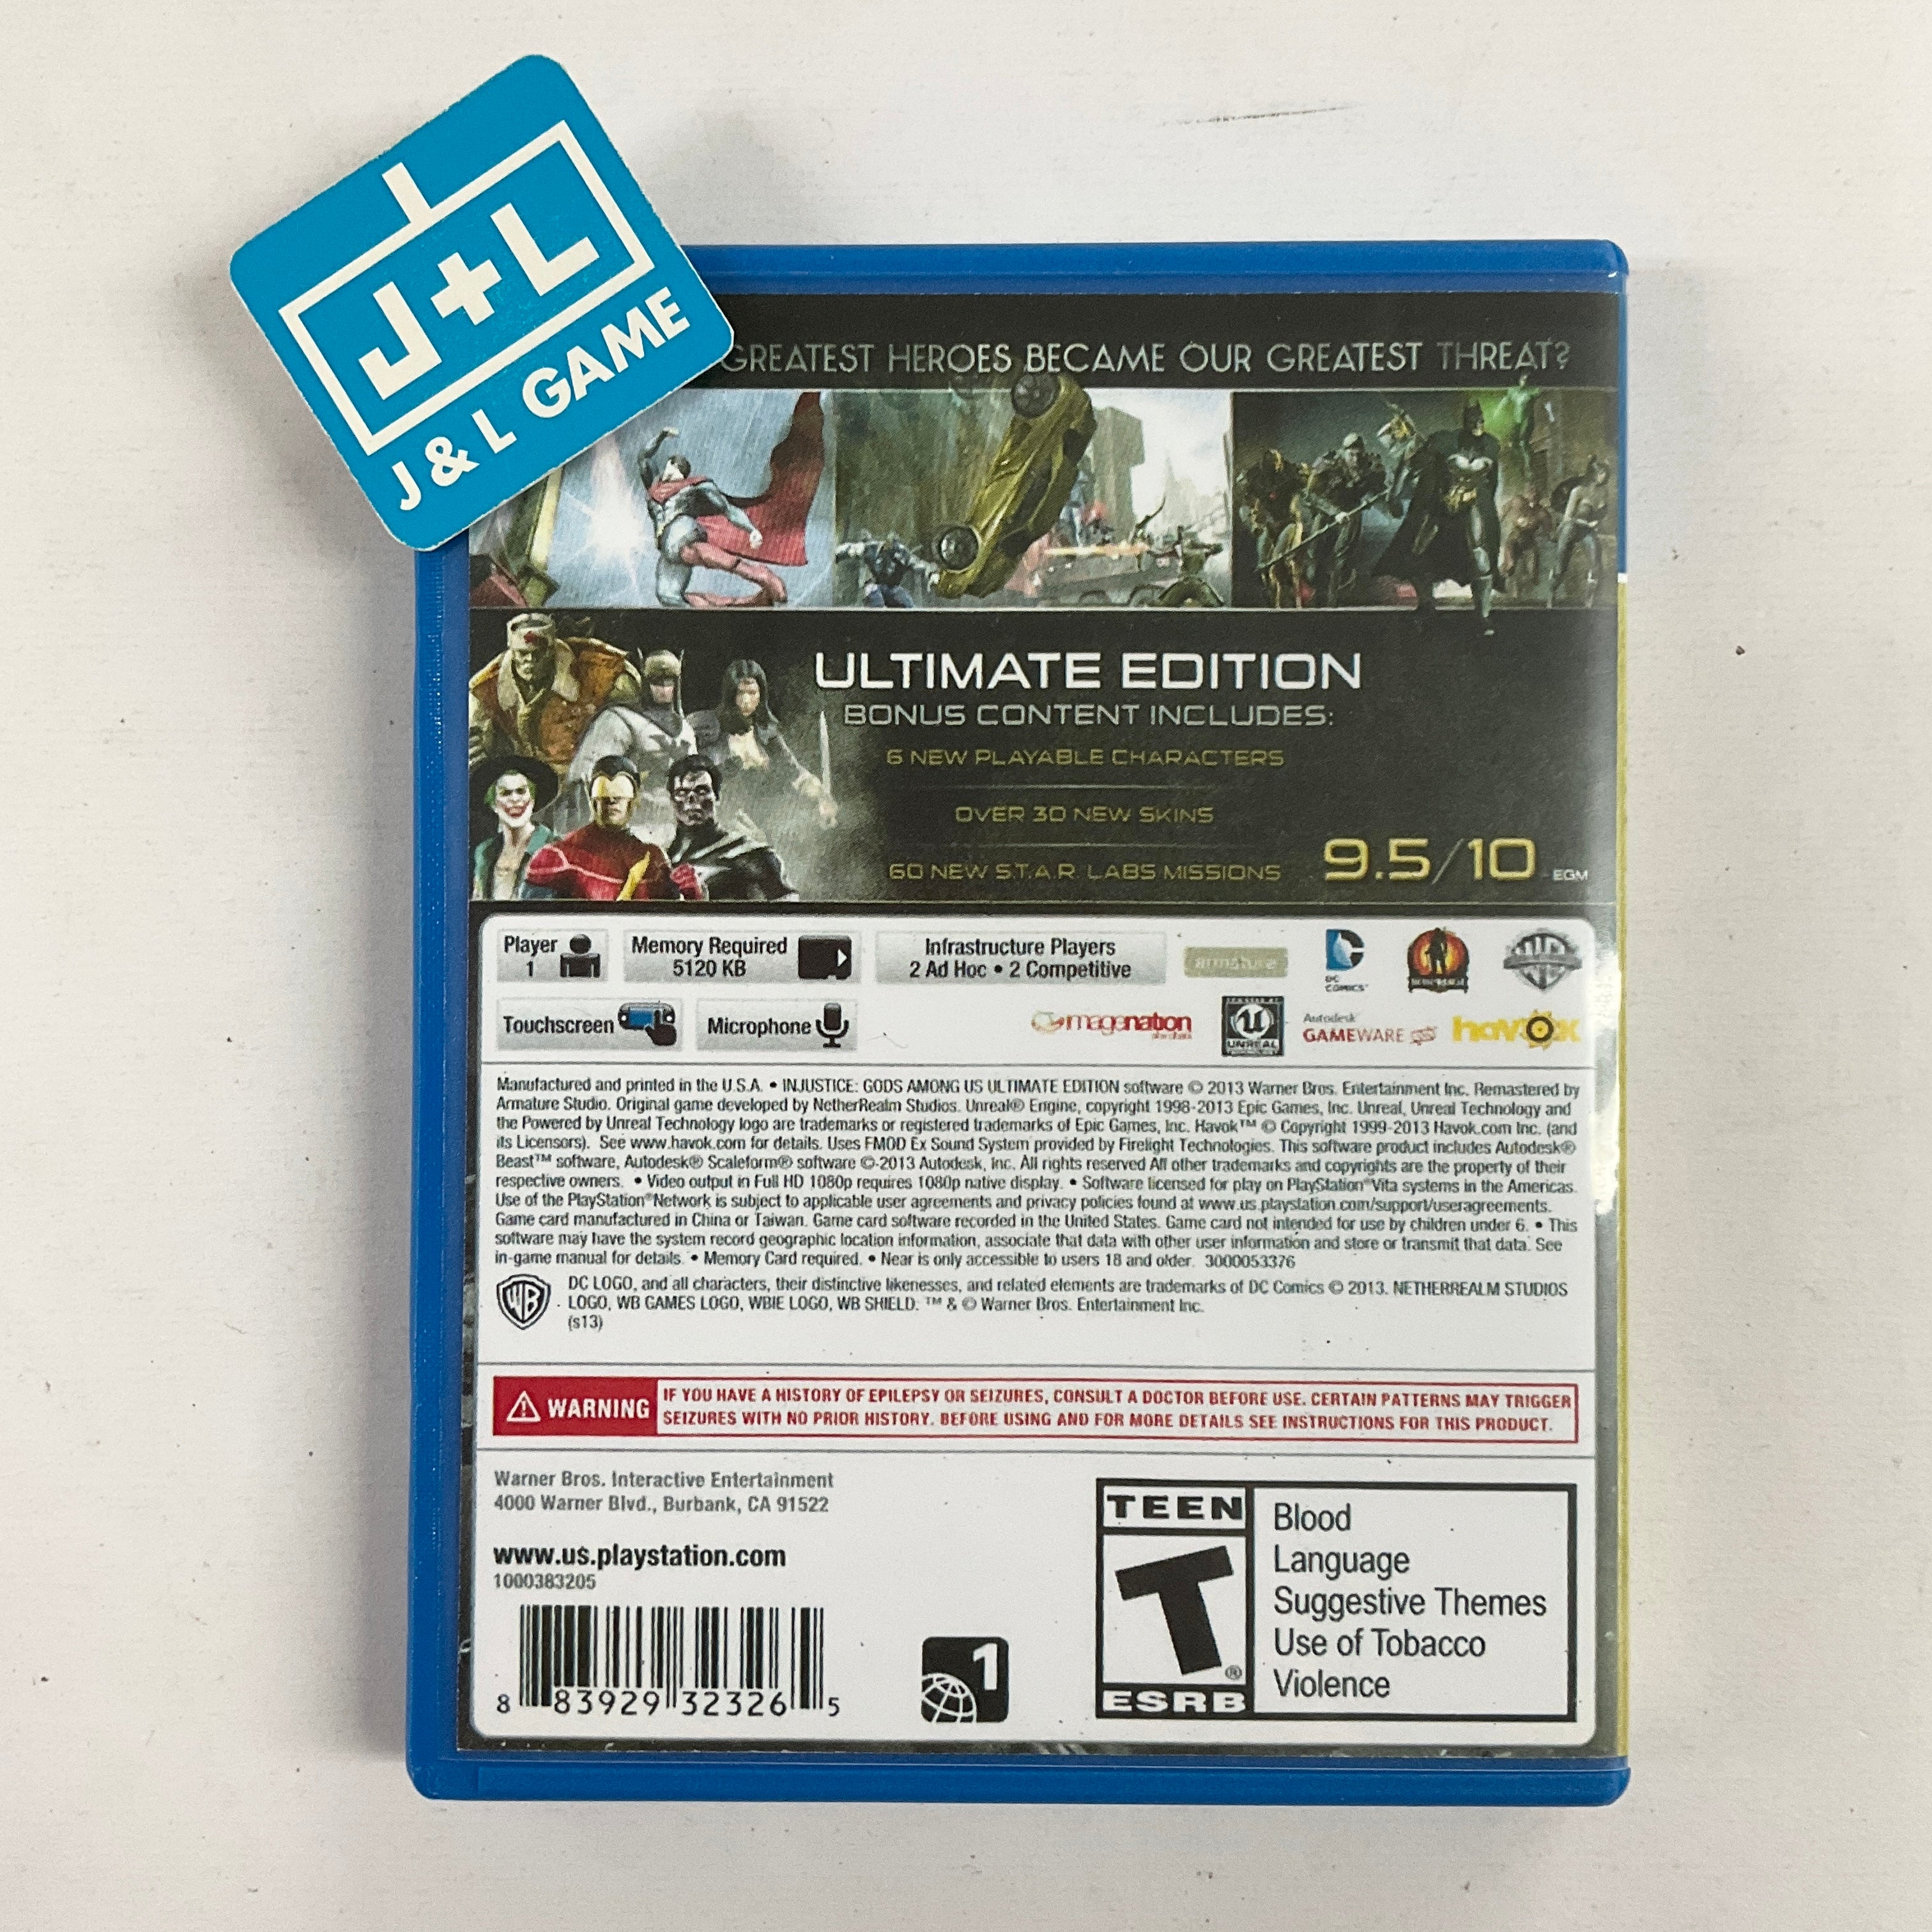 J+L
J & L GAME
GREATEST HEROES BECAME OUR GREATEST THREAT?
ULTIMATE EDITION
BONUS CONTENT INCLUDES:
6 NEW PLAYABLE CHARACTERS
OVER 30 NEW SKINS
60 NEW S.T.A.R. LABS MISSIONS
9.5/10 EGM
Player
1
Memory Required
5120 KB
Infrastructure Players
2 Ad Hoc • 2 Competitive
armature
DC
COMICS
Touchscreen
Microphone
magenation
UNREAL
Autodesk
GAMEWARE
havok
Manufactured and printed in the U.S.A. • INJUSTICE: GODS AMONG US ULTIMATE EDITION software © 2013 Warner Bros. Entertainment Inc. Remastered by
Armature Studio. Original game developed by NetherRealm Studios. Unreal® Engine, copyright 1998-2013 Epic Games, Inc. Unreal, Unreal Technology and
the Powered by Unreal Technology logo are trademarks or registered trademarks of Epic Games, Inc. Havok™ © Copyright 1999-2013 Havok.com Inc. (and
its Licensors). See www.havok.com for details. Uses FMOD Ex Sound System provided by Firelight Technologies. This software product includes Autodesk®
Beast™ software, Autodesk® Scaleform® software ©-2013 Autodesk, Inc. All rights reserved All other trademarks and copyrights are the property of their
respective owners. • Video output in Full HD 1080p requires 1080p native display. • Software licensed for play on PlayStation®Vita systems in the Americas.
Use of the PlayStation®Network is subject to applicable user agreements and privacy policies found at www.us.playstation.com/support/useragreements.
Game card manufactured in China or Taiwan. Game card software recorded in the United States. Game card not intended for use by children under 6. • This
software may have the system record geographic location information, associate that data with other user information and store or transmit that data. See
in-game manual for details. • Memory Card required. • Near is only accessible to users 18 and older. 3000053376
DC LOGO, and all characters, their distinctive likenesses, and related elements are trademarks of DC Comics © 2013. NETHERREALM STUDIOS
LOGO, WB GAMES LOGO, WBIE LOGO, WB SHIELD: ™ & © Warner Bros. Entertainment Inc.
(s13)
WARNING
IF YOU HAVE A HISTORY OF EPILEPSY OR SEIZURES, CONSULT A DOCTOR BEFORE USE. CERTAIN PATTERNS MAY TRIGGER
SEIZURES WITH NO PRIOR HISTORY. BEFORE USING AND FOR MORE DETAILS SEE INSTRUCTIONS FOR THIS PRODUCT.
Warner Bros. Interactive Entertainment
4000 Warner Blvd., Burbank, CA 91522
www.us.playstation.com
1000383205
8 83929 32326 5
1
TEEN
T
ESRB
Blood
Language
Suggestive Themes
Use of Tobacco
Violence